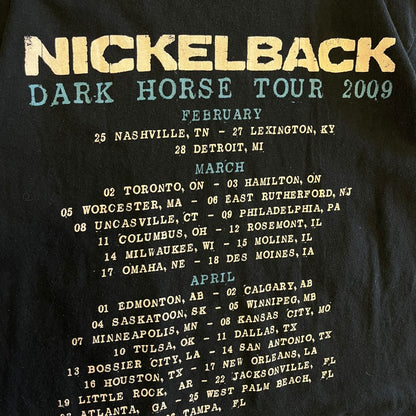 NICKELBACK
DARK HORSE TOUR 2009
FEBRUARY
25 NASHVILLE, TN - 27 LEXINGTON, KY
28 DETROIT, MI
MARCH
02 TORONTO, ON - 03 HAMILTON, ON
05 WORCESTER, MA - 06 EAST RUTHERFORD, NJ
08 UNCASVILLE, CT - 09 PHILADELPHIA, PA
11 COLUMBUS, OH - 12 ROSEMONT, IL
14 MILWAUKEE, WI - 15 MOLINE, IL
17 OMAHA, NE - 18 DES MOINES, IA
APRIL
01 EDMONTON, AB - 02 CALGARY, AB
04 SASKATOON, SK - 05 WINNIPEG, MB
07 MINNEAPOLIS, MN - 08 KANSAS CITY, MO
10 TULSA, OK - 11 DALLAS, TX
13 BOSSIER CITY, LA - 14 SAN ANTONIO, TX
16 HOUSTON, TX - 17 NEW ORLEANS, LA
19 LITTLE ROCK, AR - 22 JACKSONVILLE, FL
ATLANTA, GA - 25 WEST PALM BEACH, FL
TAMPA, FL